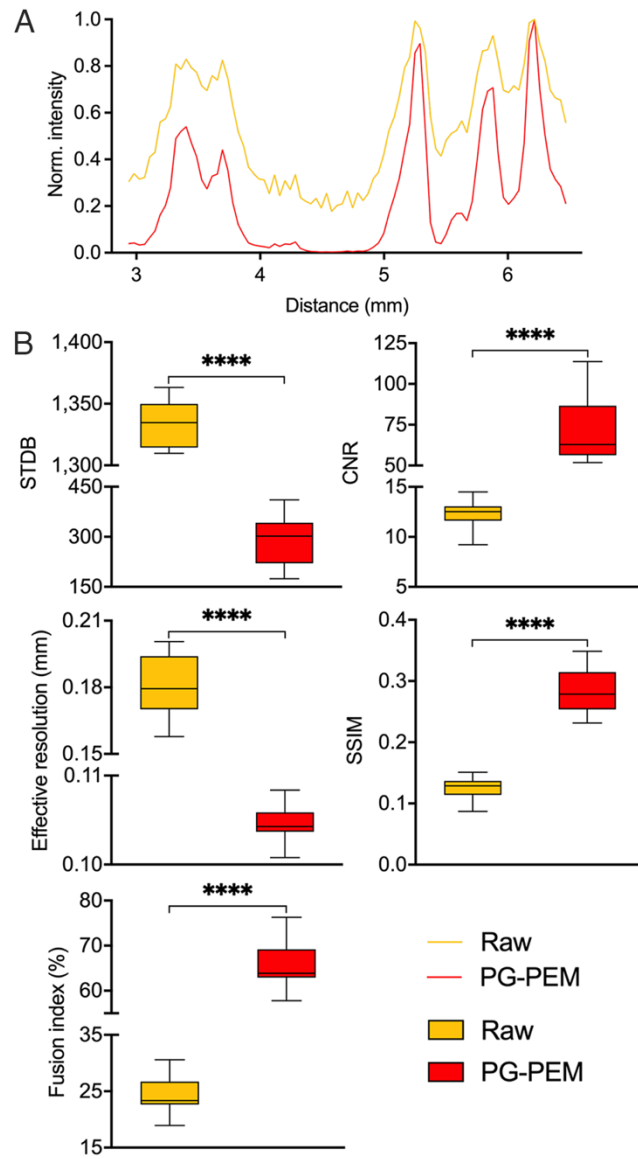 A
Norm. intensity
1.0
0.8
0.6
0.4
0.2
0.0
3 4 5 6
Distance (mm)
B
STDB
1,400
1,350
1,300
450
300
150
****
CNR
125
100
75
50
15
10
5
****
Effective resolution (mm)
0.21
0.18
0.15
0.11
0.10
****
SSIM
0.4
0.3
0.2
0.1
0.0
****
Fusion index (%)
80
70
60
35
25
15
****
Raw
PG-PEM
Raw
PG-PEM